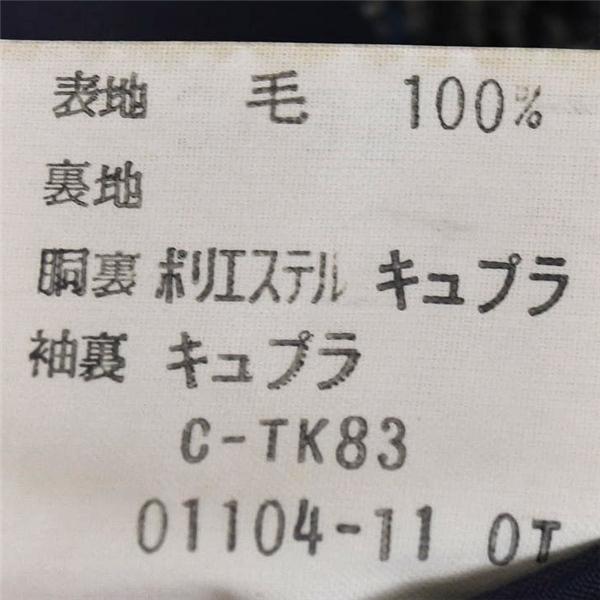 表地 毛 100%
裏地
胴裏 ポリエステル キュプラ
袖裏 キュプラ
C-TK83
01104-11 OT